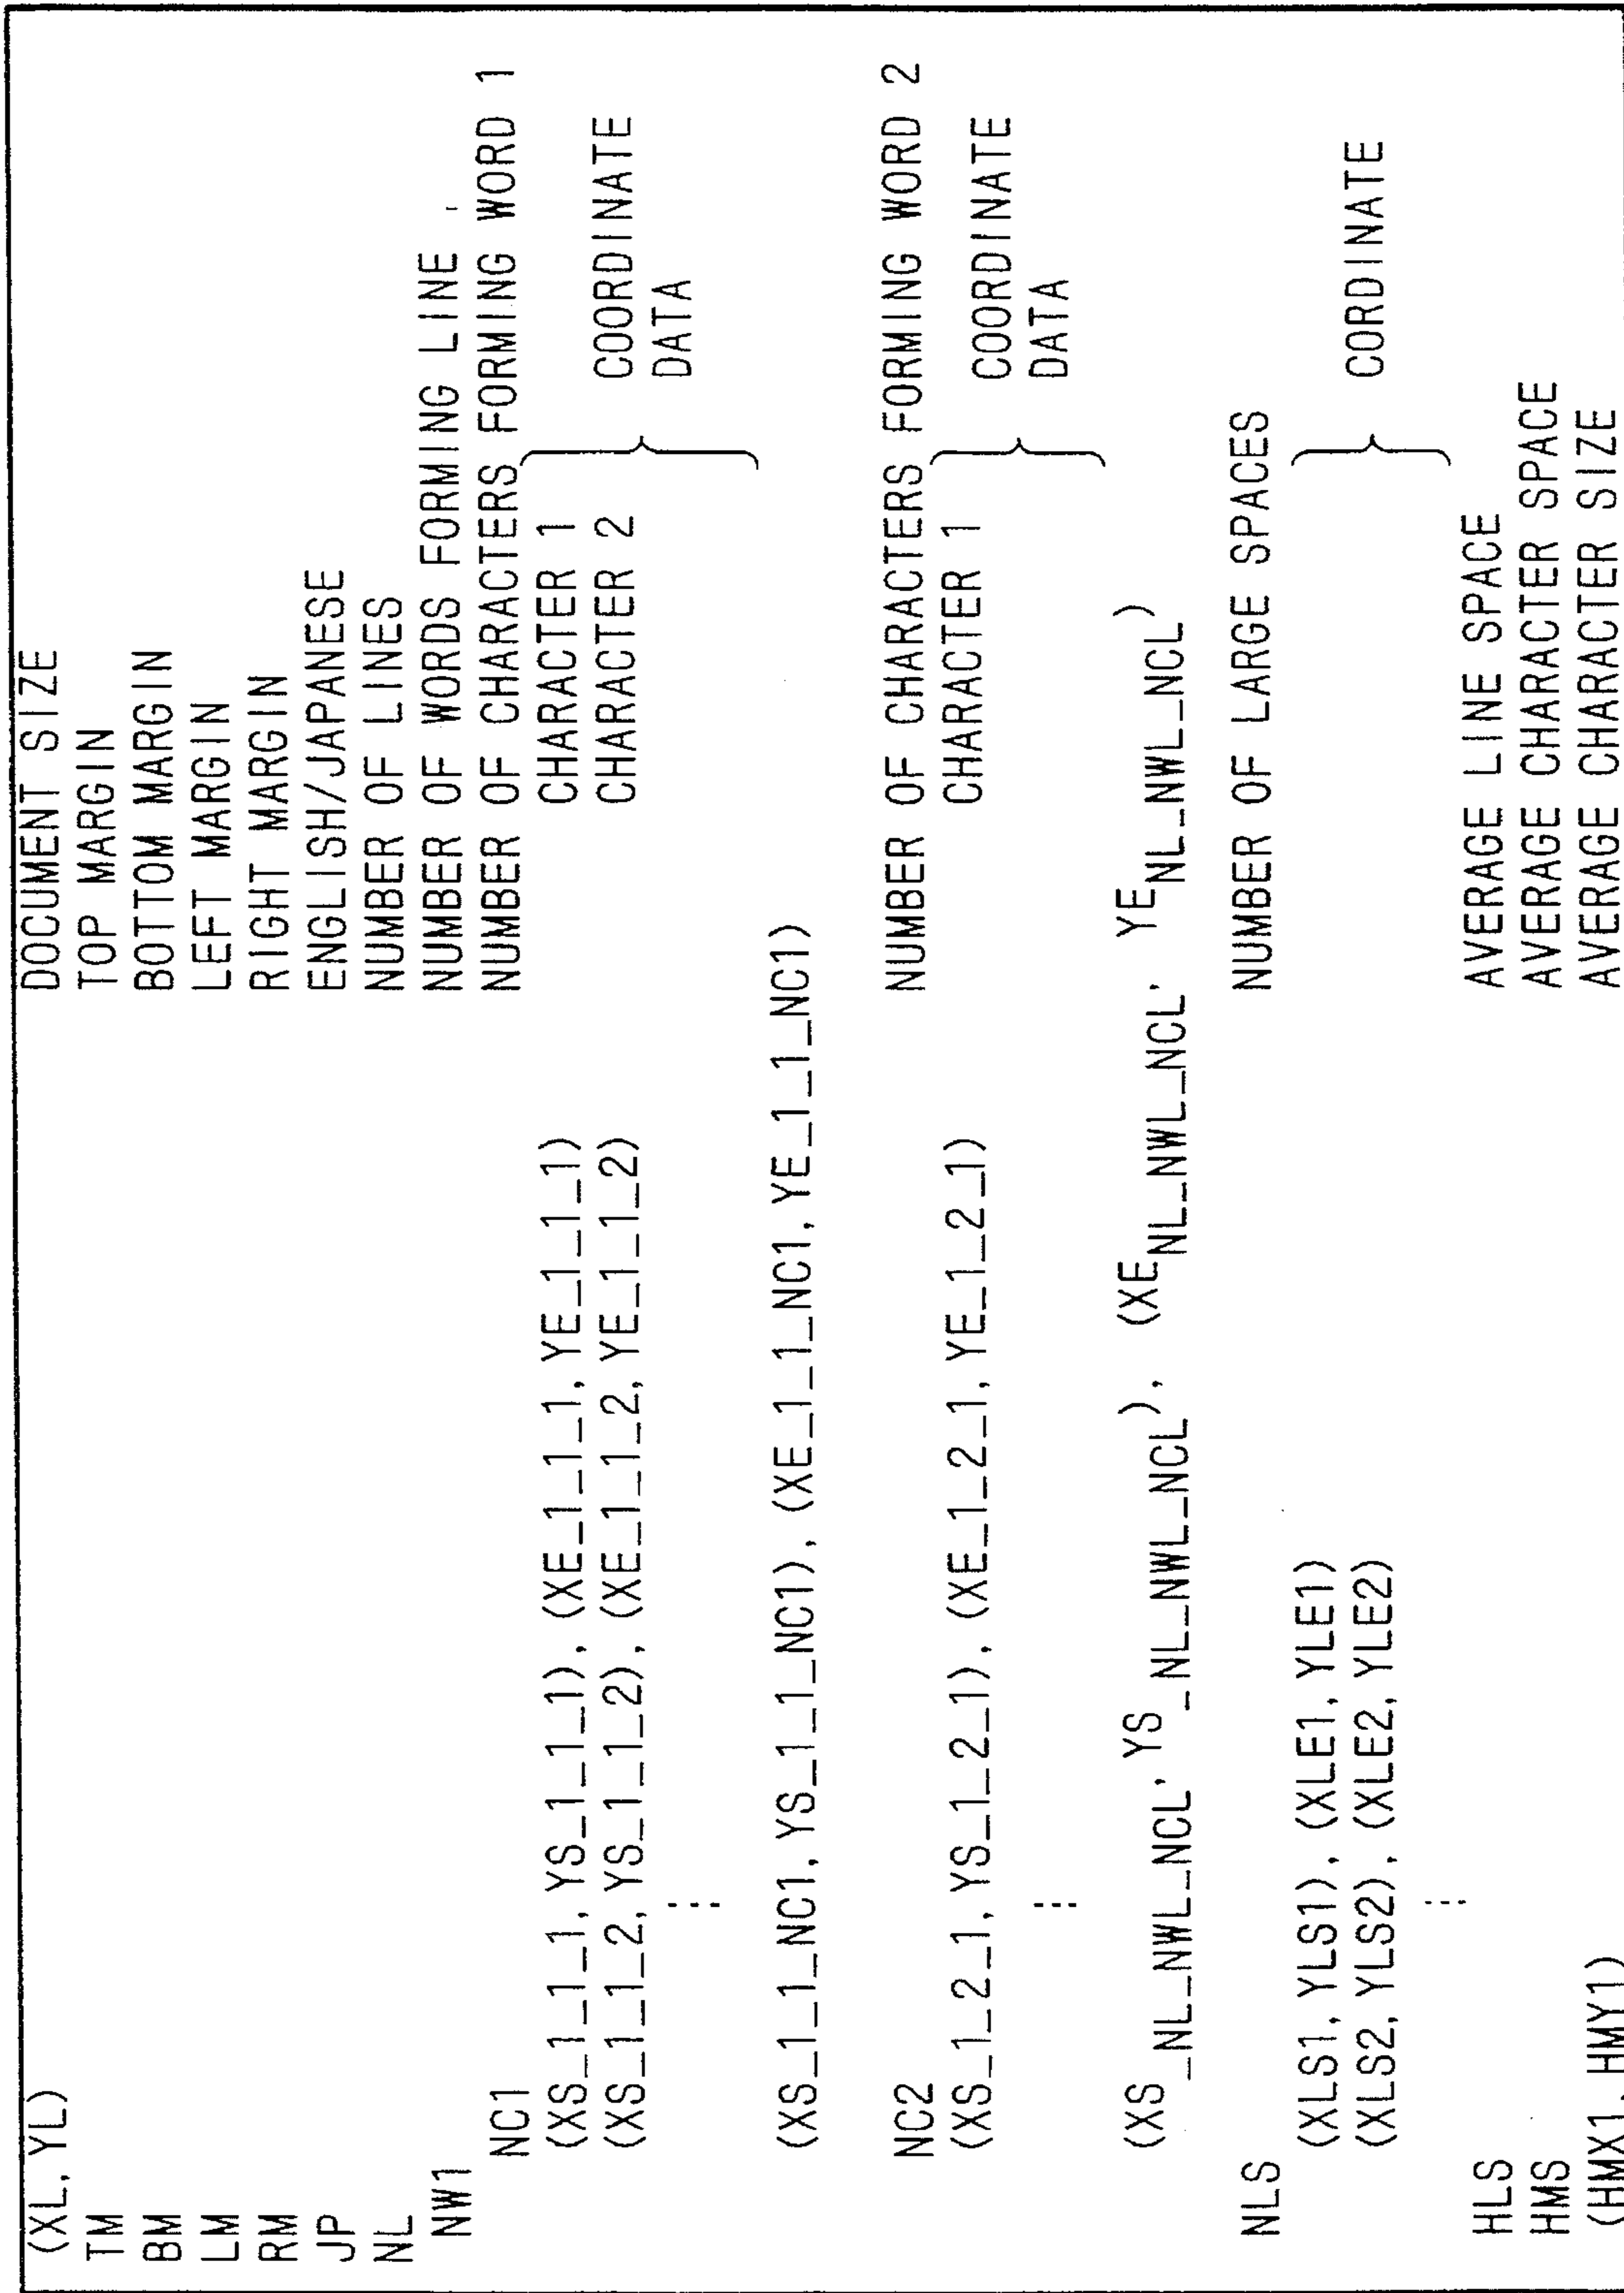 (XL, YL) DOCUMENT SIZE
TM TOP MARGIN
BM BOTTOM MARGIN
LM LEFT MARGIN
RM RIGHT MARGIN
JP ENGLISH/JAPANESE
NL NUMBER OF LINES
NW1 NUMBER OF WORDS FORMING LINE
NC1 NUMBER OF CHARACTERS FORMING WORD 1
(XS_1_1_1, YS_1_1_1), (XE_1_1_1, YE_1_1_1) CHARACTER 1
(XS_1_1_2, YS_1_1_2), (XE_1_1_2, YE_1_1_2) CHARACTER 2 COORDINATE
DATA
(XS_1_1_NC1, YS_1_1_NC1), (XE_1_1_NC1, YE_1_1_NC1)
NC2 NUMBER OF CHARACTERS FORMING WORD 2
(XS_1_2_1, YS_1_2_1), (XE_1_2_1, YE_1_2_1) CHARACTER 1 COORDINATE
DATA
(XS_NL_NWL_NCL, YS_NL_NWL_NCL), (XE NL_NWL_NCL, YE NL_NWL_NCL)
NLS NUMBER OF LARGE SPACES
(XLS1, YLS1), (XLE1, YLE1)
(XLS2, YLS2), (XLE2, YLE2) CORDINATE
HLS AVERAGE LINE SPACE
HMS AVERAGE CHARACTER SPACE
(HMX1, HMY1) AVERAGE CHARACTER SIZE